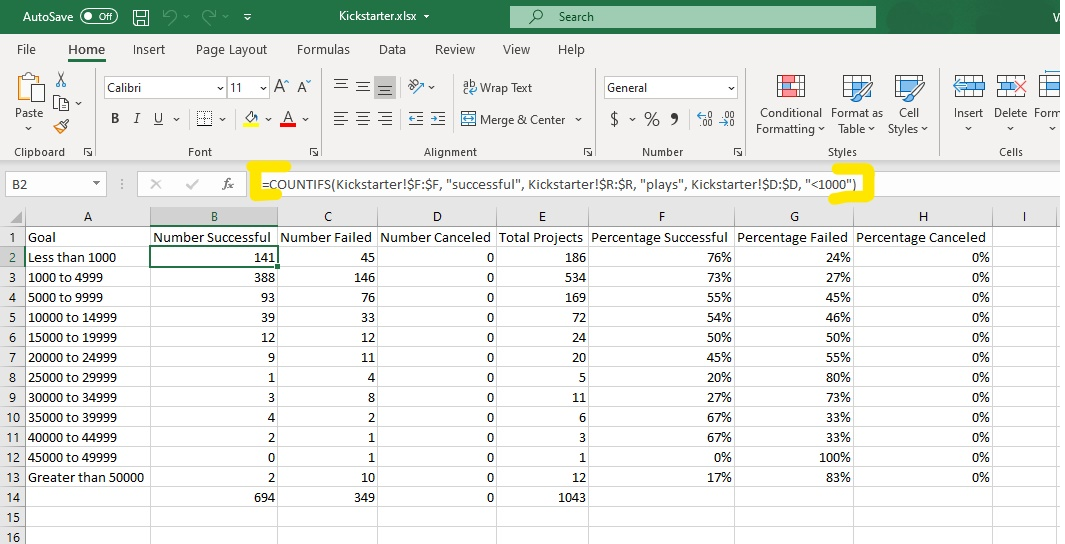 AutoSave Off Kickstarter.xlsx Search
File Home Insert Page Layout Formulas Data Review View Help
Calibri 11 A A General
Paste B I U A ab Wrap Text Merge & Center $ % 9 .00 .00 Conditional Formatting Format as Table Cell Styles Insert Delete Form
Clipboard Font Alignment Number Styles Cells
B2 fx =COUNTIFS(Kickstarter!$F:$F, "successful", Kickstarter!$R:$R, "plays", Kickstarter!$D:$D, "<1000")
A B C D E F G H I
1 Goal Number Successful Number Failed Number Canceled Total Projects Percentage Successful Percentage Failed Percentage Canceled
2 Less than 1000 141 45 0 186 76% 24% 0%
3 1000 to 4999 388 146 0 534 73% 27% 0%
4 5000 to 9999 93 76 0 169 55% 45% 0%
5 10000 to 14999 39 33 0 72 54% 46% 0%
6 15000 to 19999 12 12 0 24 50% 50% 0%
7 20000 to 24999 9 11 0 20 45% 55% 0%
8 25000 to 29999 1 4 0 5 20% 80% 0%
9 30000 to 34999 3 8 0 11 27% 73% 0%
10 35000 to 39999 4 2 0 6 67% 33% 0%
11 40000 to 44999 2 1 0 3 67% 33% 0%
12 45000 to 49999 0 1 0 1 0% 100% 0%
13 Greater than 50000 2 10 0 12 17% 83% 0%
14 694 349 0 1043
15
16